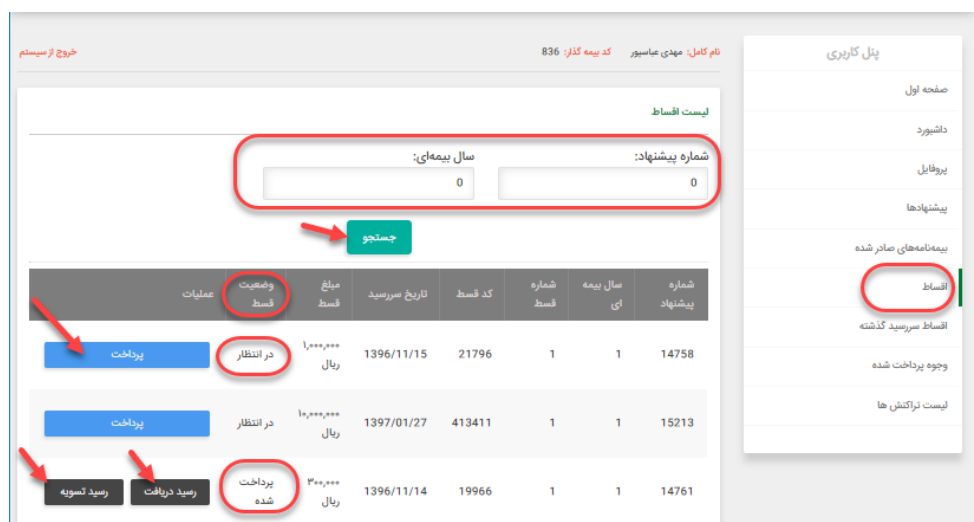 پنل کاربری
صفحه اول
داشبورد
پروفایل
پیشنهادها
بیمه‌نامه‌های صادر شده
اقساط
اقساط سررسید گذشته
وجوه پرداخت شده
لیست تراکنش ها
نام کامل: مهدی عباسپور کد بیمه گذار: 836 خروج از سیستم
لیست اقساط
شماره پیشنهاد: سال بیمه‌ای:
0 0
جستجو
شماره پیشنهاد سال بیمه ای شماره قسط کد قسط تاریخ سررسید مبلغ قسط وضعیت قسط عملیات
14758 1 1 21796 1396/11/15 ۱,۰۰۰,۰۰۰ ریال در انتظار پرداخت
15213 1 1 413411 1397/01/27 ۱۰,۰۰۰,۰۰۰ ریال در انتظار پرداخت
14761 1 1 19966 1396/11/14 ۳۰۰,۰۰۰ ریال پرداخت شده رسید دریافت رسید تسویه